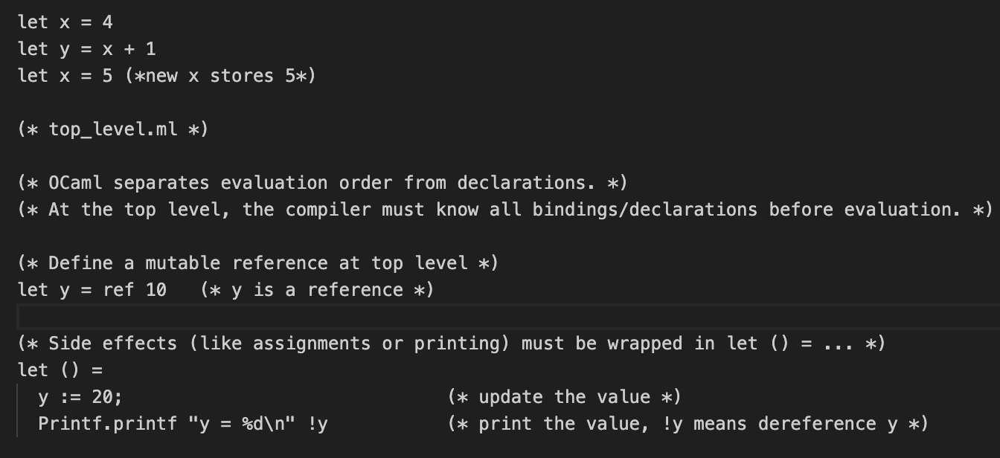 let x = 4
let y = x + 1
let x = 5 (*new x stores 5*)
(* top_level.ml *)
(* OCaml separates evaluation order from declarations. *)
(* At the top level, the compiler must know all bindings/declarations before evaluation. *)
(* Define a mutable reference at top level *)
let y = ref 10   (* y is a reference *)
(* Side effects (like assignments or printing) must be wrapped in let () = ... *)
let () =
  y := 20;                              (* update the value *)
  Printf.printf "y = %d\n" !y           (* print the value, !y means dereference y *)